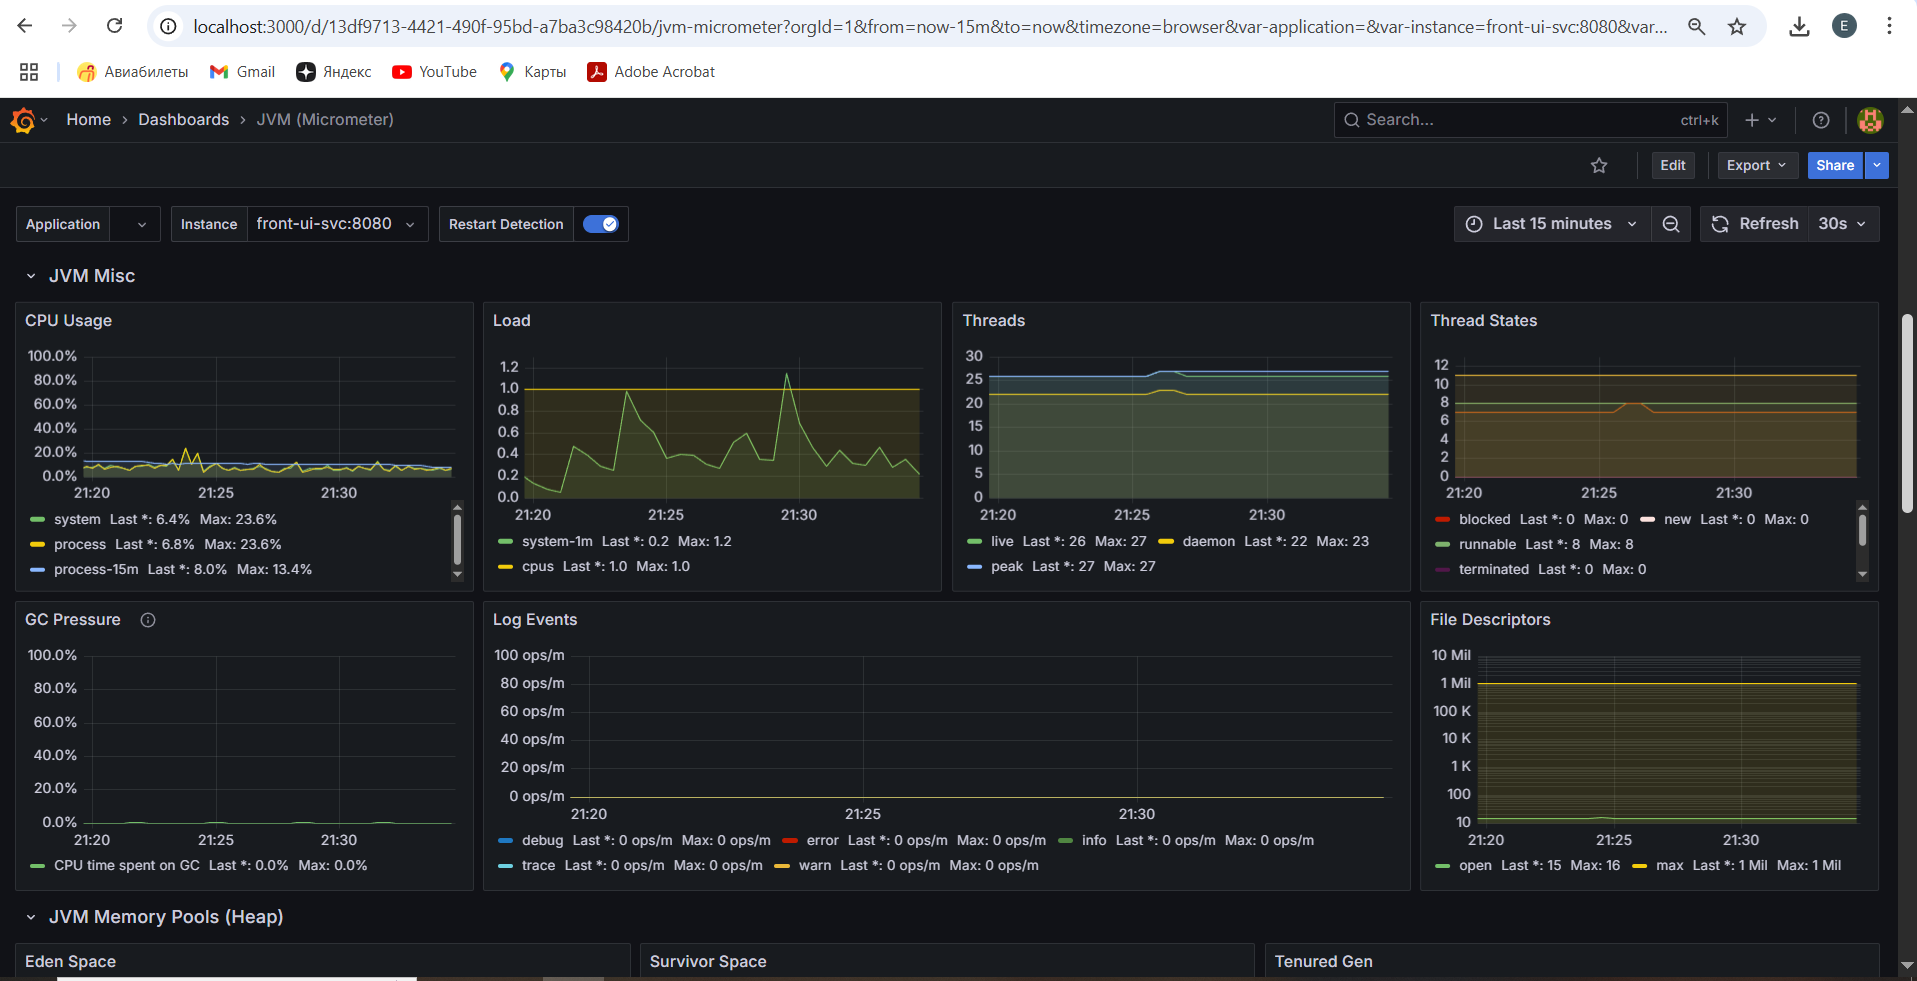 localhost:3000/d/13df9713-4421-490f-95bd-a7ba3c98420b/jvm-micrometer?orgId=1&from=now-15m&to=now&timezone=browser&var-application=&var-instance=front-ui-svc:8080&var...
E
Авиабилеты Gmail Яндекс YouTube Карты Adobe Acrobat
Home › Dashboards › JVM (Micrometer)
Search... ctrl+k
Edit Export Share
Application Instance front-ui-svc:8080 Restart Detection Last 15 minutes Refresh 30s
JVM Misc
CPU Usage
100.0%
80.0%
60.0%
40.0%
20.0%
0.0%
21:20 21:25 21:30
system Last *: 6.4% Max: 23.6%
process Last *: 6.8% Max: 23.6%
process-15m Last *: 8.0% Max: 13.4%
Load
1.2
1.0
0.8
0.6
0.4
0.2
0.0
21:20 21:25 21:30
system-1m Last *: 0.2 Max: 1.2
cpus Last *: 1.0 Max: 1.0
Threads
30
25
20
15
10
5
0
21:20 21:25 21:30
live Last *: 26 Max: 27 daemon Last *: 22 Max: 23
peak Last *: 27 Max: 27
Thread States
12
10
8
6
4
2
0
21:20 21:25 21:30
blocked Last *: 0 Max: 0 new Last *: 0 Max: 0
runnable Last *: 8 Max: 8
terminated Last *: 0 Max: 0
GC Pressure
100.0%
80.0%
60.0%
40.0%
20.0%
0.0%
21:20 21:25 21:30
CPU time spent on GC Last *: 0.0% Max: 0.0%
Log Events
100 ops/m
80 ops/m
60 ops/m
40 ops/m
20 ops/m
0 ops/m
21:20 21:25 21:30
debug Last *: 0 ops/m Max: 0 ops/m error Last *: 0 ops/m Max: 0 ops/m info Last *: 0 ops/m Max: 0 ops/m
trace Last *: 0 ops/m Max: 0 ops/m warn Last *: 0 ops/m Max: 0 ops/m
File Descriptors
10 Mil
1 Mil
100 K
10 K
1 K
100
10
21:20 21:25 21:30
open Last *: 15 Max: 16 max Last *: 1 Mil Max: 1 Mil
JVM Memory Pools (Heap)
Eden Space Survivor Space Tenured Gen